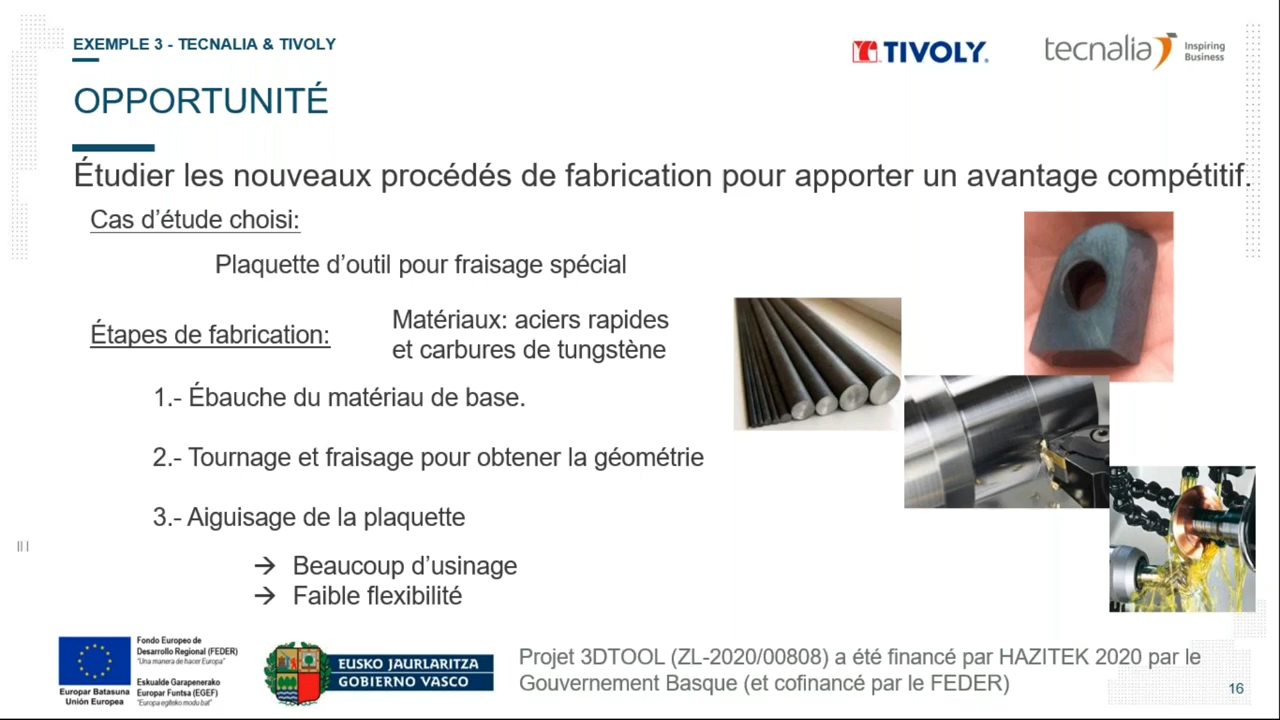 EXEMPLE 3 - TECNALIA & TIVOLY
TIVOLY
tecnalia
Inspiring
Business
OPPORTUNITÉ
Étudier les nouveaux procédés de fabrication pour apporter un avantage compétitif.
Cas d'étude choisi:
Plaquette d'outil pour fraisage spécial
Étapes de fabrication:
Matériaux: aciers rapides
et carbures de tungstène
1.- Ébauche du matériau de base.
2.- Tournage et fraisage pour obtener la géométrie
3.- Aiguisage de la plaquette
→ Beaucoup d'usinage
→ Faible flexibilité
Fondo Europeo de
Desarrollo Regional (FEDER)
"Una manera de hacer Europa"
Eskualde Garapenerako
Europar Funtsa (EGEF)
"Europa egiteko modu bat"
Europar Batasuna
Unión Europea
EUSKO JAURLARITZA
GOBIERNO VASCO
Projet 3DTOOL (ZL-2020/00808) a été financé par HAZITEK 2020 par le
Gouvernement Basque (et cofinancé par le FEDER)
16